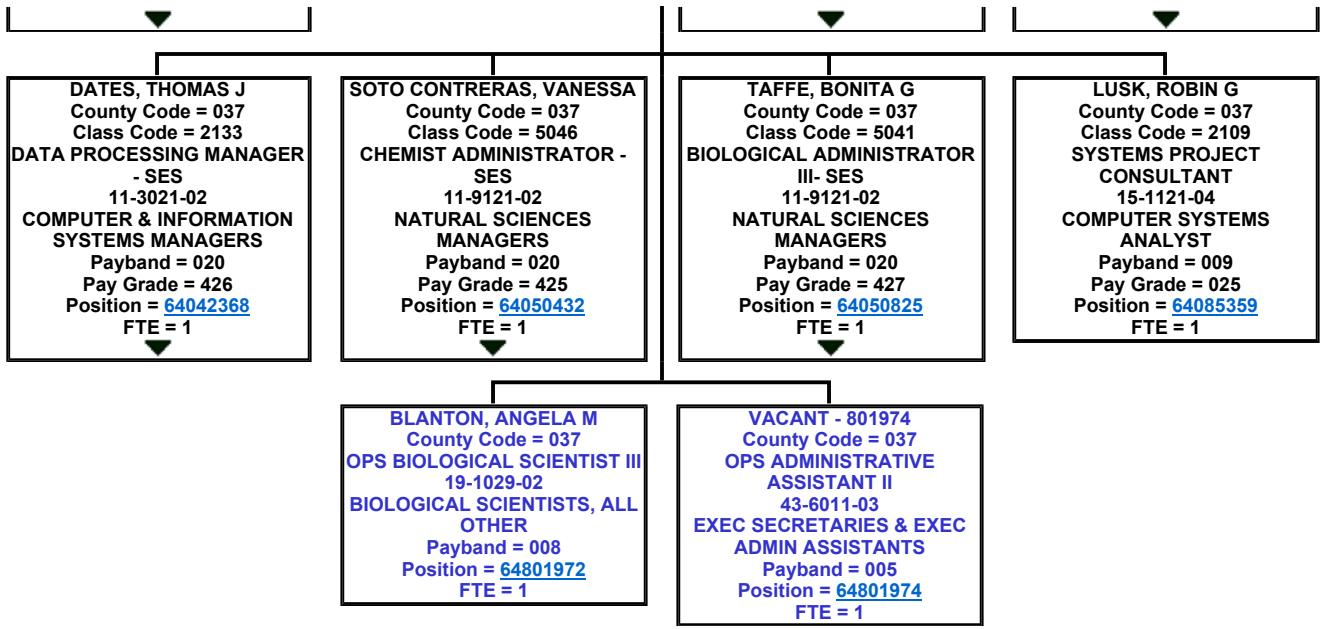 DATES, THOMAS J
County Code = 037
Class Code = 2133
DATA PROCESSING MANAGER
- SES
11-3021-02
COMPUTER & INFORMATION
SYSTEMS MANAGERS
Payband = 020
Pay Grade = 426
Position = 64042368
FTE = 1
SOTO CONTRERAS, VANESSA
County Code = 037
Class Code = 5046
CHEMIST ADMINISTRATOR -
SES
11-9121-02
NATURAL SCIENCES
MANAGERS
Payband = 020
Pay Grade = 425
Position = 64050432
FTE = 1
TAFFE, BONITA G
County Code = 037
Class Code = 5041
BIOLOGICAL ADMINISTRATOR
III- SES
11-9121-02
NATURAL SCIENCES
MANAGERS
Payband = 020
Pay Grade = 427
Position = 64050825
FTE = 1
LUSK, ROBIN G
County Code = 037
Class Code = 2109
SYSTEMS PROJECT
CONSULTANT
15-1121-04
COMPUTER SYSTEMS
ANALYST
Payband = 009
Pay Grade = 025
Position = 64085359
FTE = 1
BLANTON, ANGELA M
County Code = 037
OPS BIOLOGICAL SCIENTIST III
19-1029-02
BIOLOGICAL SCIENTISTS, ALL
OTHER
Payband = 008
Position = 64801972
FTE = 1
VACANT - 801974
County Code = 037
OPS ADMINISTRATIVE
ASSISTANT II
43-6011-03
EXEC SECRETARIES & EXEC
ADMIN ASSISTANTS
Payband = 005
Position = 64801974
FTE = 1